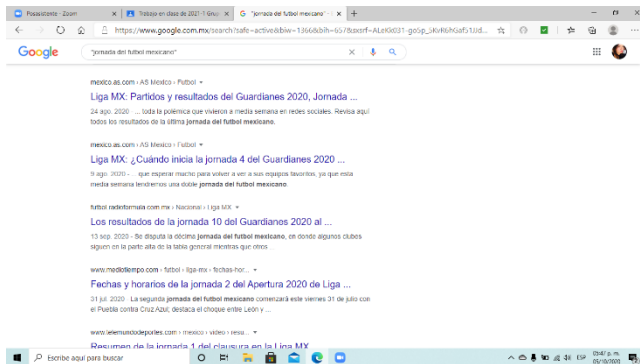 Posasistente - Zoom
Trabajo en clase de 2021-1 Grup
"jornada del futbol mexicano" -
https://www.google.com.mx/search?safe=active&biw=1366&bih=657&sxsrf=
Google
"jornada del futbol mexicano"
mexico.as.com › AS Mexico › Futbol
Liga MX: Partidos y resultados del Guardianes 2020, Jornada ...
24 ago. 2020 - ... toda la polémica que vivieron a media semana en redes sociales. Revisa aquí
todos los resultados de la última jornada del futbol mexicano.
mexico.as.com › AS Mexico › Futbol
Liga MX: ¿Cuándo inicia la jornada 4 del Guardianes 2020 ...
9 ago. 2020 - ... que esperar mucho para volver a ver a sus equipos favoritos, ya que esta
media semana tendremos una doble jornada del futbol mexicano.
futbol.radioformula.com.mx › Nacional › Liga MX
Los resultados de la jornada 10 del Guardianes 2020 al ...
13 sep. 2020 - Se disputa la décima jornada del futbol mexicano, en donde algunos clubes
siguen en la parte alta de la tabla general mientras que otros ...
www.mediotiempo.com › futbol › liga-mx › fechas-hor...
Fechas y horarios de la jornada 2 del Apertura 2020 de Liga ...
31 jul. 2020 - La segunda jornada del futbol mexicano comenzará este viernes 31 de julio con
el Puebla contra Cruz Azul; destaca el choque entre León y ...
www.telemundodeportes.com › mexico › video › resu...
Resumen de la jornada 1 del clausura en la Liga MX
Escribe aquí para buscar
ESP
05:47 p. m.
05/10/2020